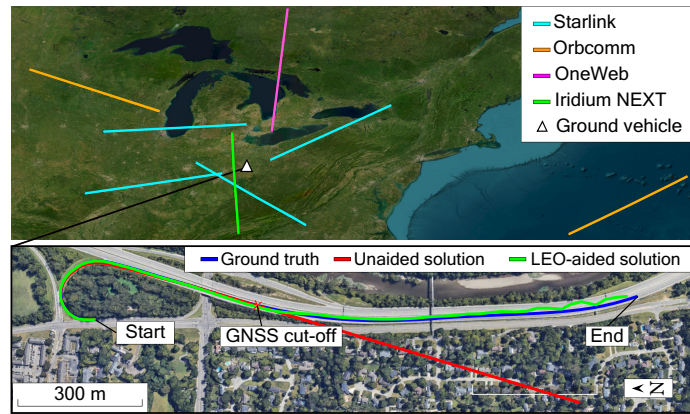 Starlink
Orbcomm
OneWeb
Iridium NEXT
Ground vehicle
Ground truth
Unaided solution
LEO-aided solution
Start
GNSS cut-off
End
300 m
N